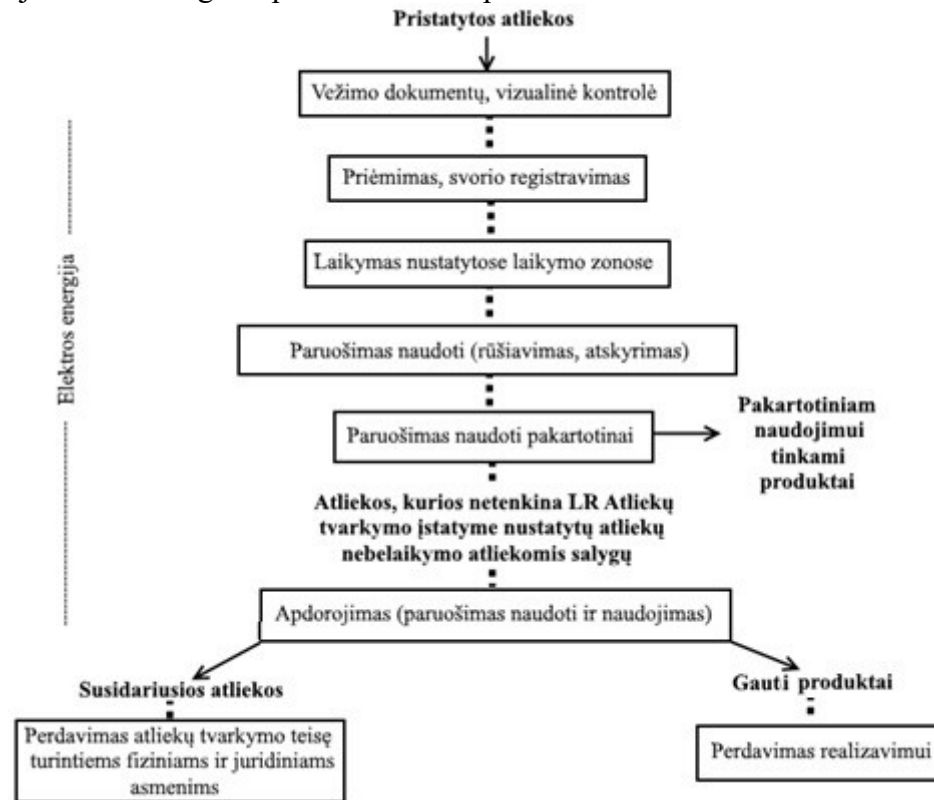 Pristatytos atliekos
Vežimo dokumentų, vizualinė kontrolė
Priėmimas, svorio registravimas
Laikymas nustatytose laikymo zonose
Elektros energija
Paruošimas naudoti (rūšiavimas, atskyrimas)
Paruošimas naudoti pakartotinai
Pakartotiniam
naudojimui
tinkami
produktai
Atliekos, kurios netenkina LR Atliekų
tvarkymo įstatyme nustatytų atliekų
nebelaikymo atliekomis salygų
Apdorojimas (paruošimas naudoti ir naudojimas)
Susidariusios atliekos
Gauti produktai
Perdavimas atliekų tvarkymo teisę
turintiems fiziniams ir juridiniams
asmenims
Perdavimas realizavimui